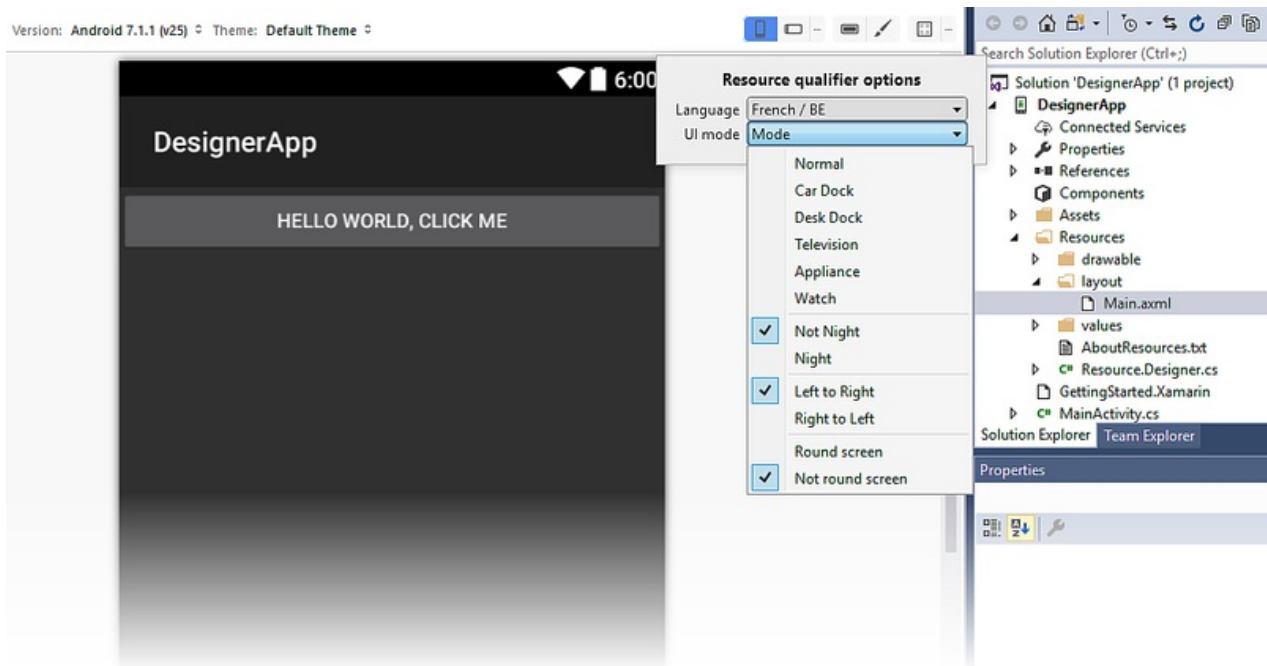 Version: Android 7.1.1 (v25) Theme: Default Theme
6:00
DesignerApp
HELLO WORLD, CLICK ME
Resource qualifier options
Language French / BE
UI mode Mode
Normal
Car Dock
Desk Dock
Television
Appliance
Watch
Not Night
Night
Left to Right
Right to Left
Round screen
Not round screen
Search Solution Explorer (Ctrl+;)
Solution 'DesignerApp' (1 project)
DesignerApp
Connected Services
Properties
References
Components
Assets
Resources
drawable
layout
Main.axml
values
AboutResources.txt
C# Resource.Designer.cs
GettingStarted.Xamarin
C# MainActivity.cs
Solution Explorer Team Explorer
Properties